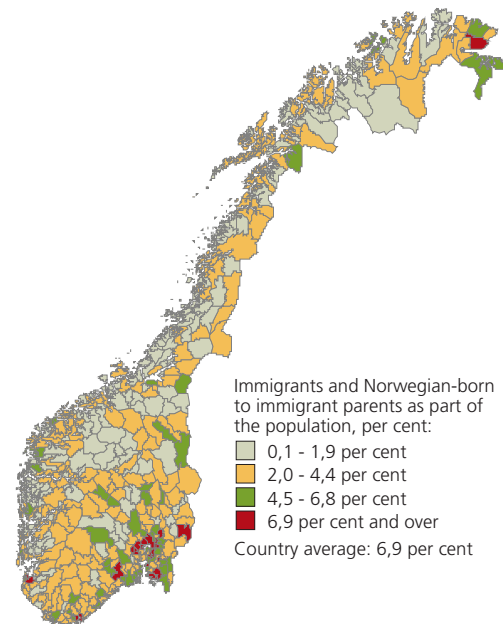 Immigrants and Norwegian-born
to immigrant parents as part of
the population, per cent:
0,1 - 1,9 per cent
2,0 - 4,4 per cent
4,5 - 6,8 per cent
6,9 per cent and over
Country average: 6,9 per cent